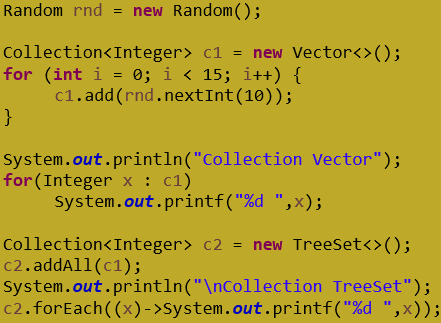 Random rnd = new Random();
Collection<Integer> c1 = new Vector<>();
for (int i = 0; i < 15; i++) {
c1.add(rnd.nextInt(10));
}
System.out.println("Collection Vector");
for(Integer x : c1)
System.out.printf("%d ",x);
Collection<Integer> c2 = new TreeSet<>();
c2.addAll(c1);
System.out.println("\nCollection TreeSet");
c2.forEach((x)->System.out.printf("%d ",x));